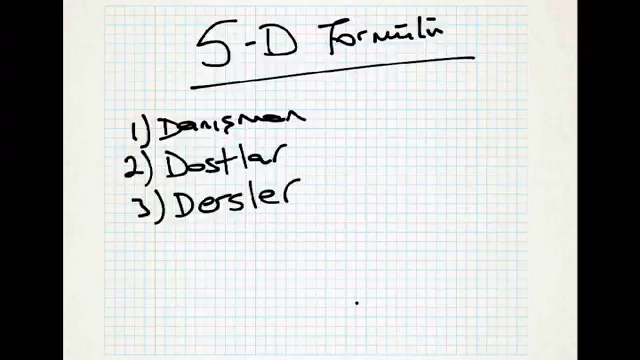 5-D Formülü
1) Danışman
2) Dostlar
3) Dersler